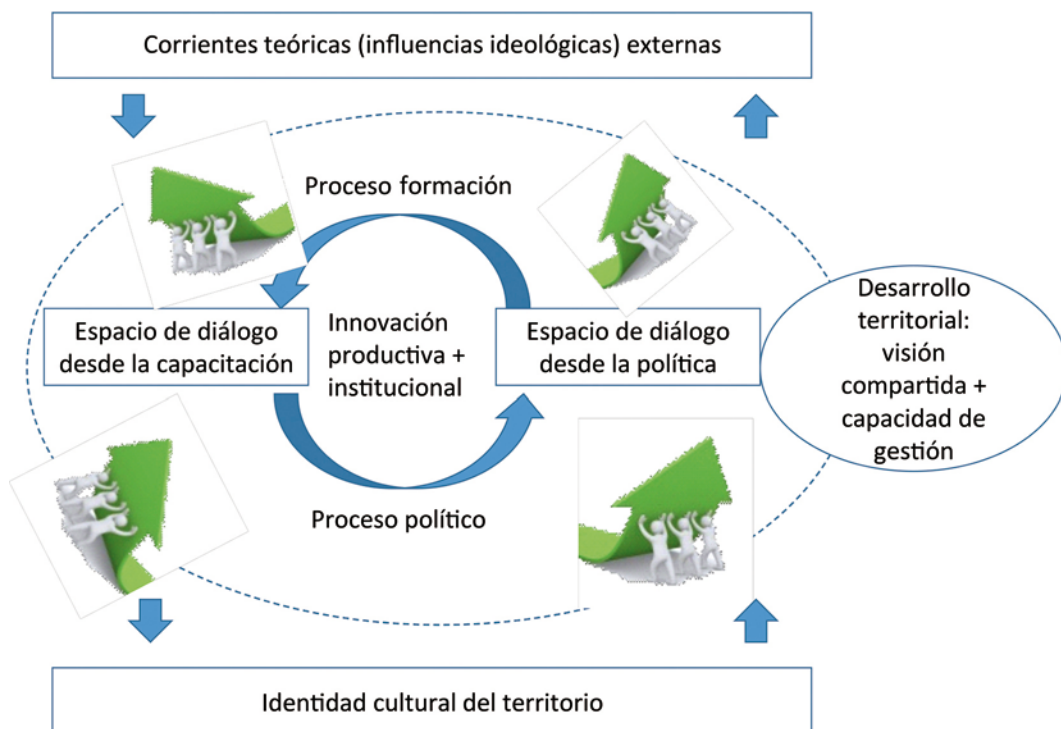 Corrientes teóricas (influencias ideológicas) externas
Proceso formación
Espacio de diálogo
desde la capacitación
Innovación
productiva +
institucional
Espacio de diálogo
desde la política
Desarrollo
territorial:
visión
compartida +
capacidad de
gestión
Proceso político
Identidad cultural del territorio